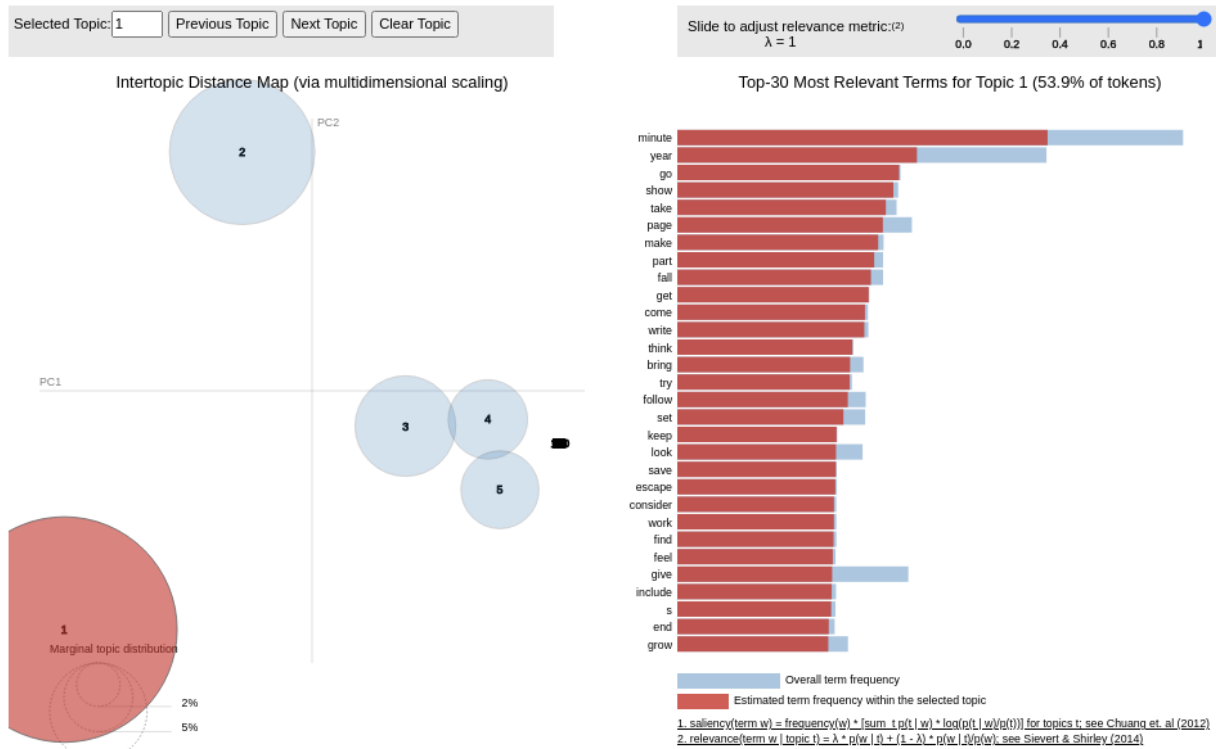 Selected Topic: 1 Previous Topic Next Topic Clear Topic
Slide to adjust relevance metric:(2)
λ = 1
0.0 0.2 0.4 0.6 0.8 1
Intertopic Distance Map (via multidimensional scaling)
PC2
PC1
2
3
4
5
1
Marginal topic distribution
2%
5%
Top-30 Most Relevant Terms for Topic 1 (53.9% of tokens)
minute
year
go
show
take
page
make
part
fall
get
come
write
think
bring
try
follow
set
keep
look
save
escape
consider
work
find
feel
give
include
s
end
grow
Overall term frequency
Estimated term frequency within the selected topic
1. saliency(term w) = frequency(w) * [sum_t p(t | w) * log(p(t | w)/p(t))] for topics t; see Chuang et. al (2012)
2. relevance(term w | topic t) = λ * p(w | t) + (1 - λ) * p(w | t)/p(w); see Sievert & Shirley (2014)